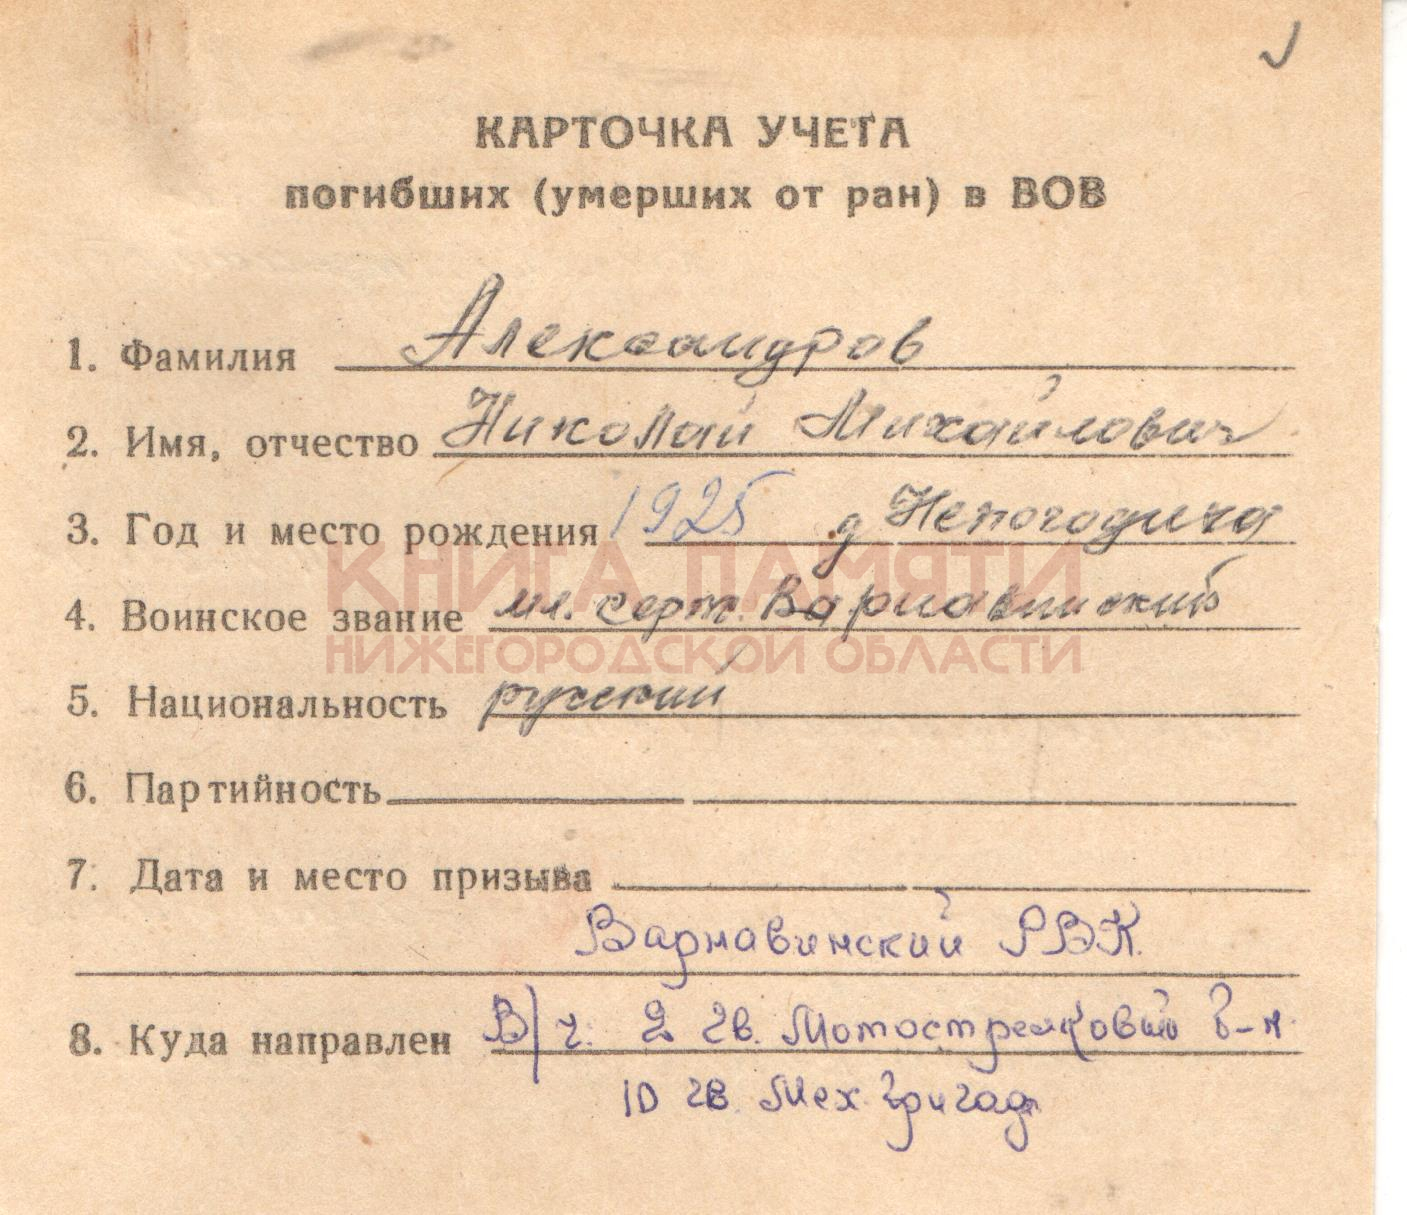 КАРТОЧКА УЧЕТА
погибших (умерших от ран) в ВОВ
1. Фамилия Александров
2. Имя, отчество Николай Михайлович
3. Год и место рождения 1925 д Непогодича
КНИГА ПАМЯТИ
4. Воинское звание мл. серж. Варнавинский
НИЖЕГОРОДСКОЙ ОБЛАСТИ
5. Национальность русский
6. Партийность
7. Дата и место призыва
Варнавинский РВК.
8. Куда направлен В/ч. 2 гв. Мотострелковый б-н
10 гв. Мех бригад